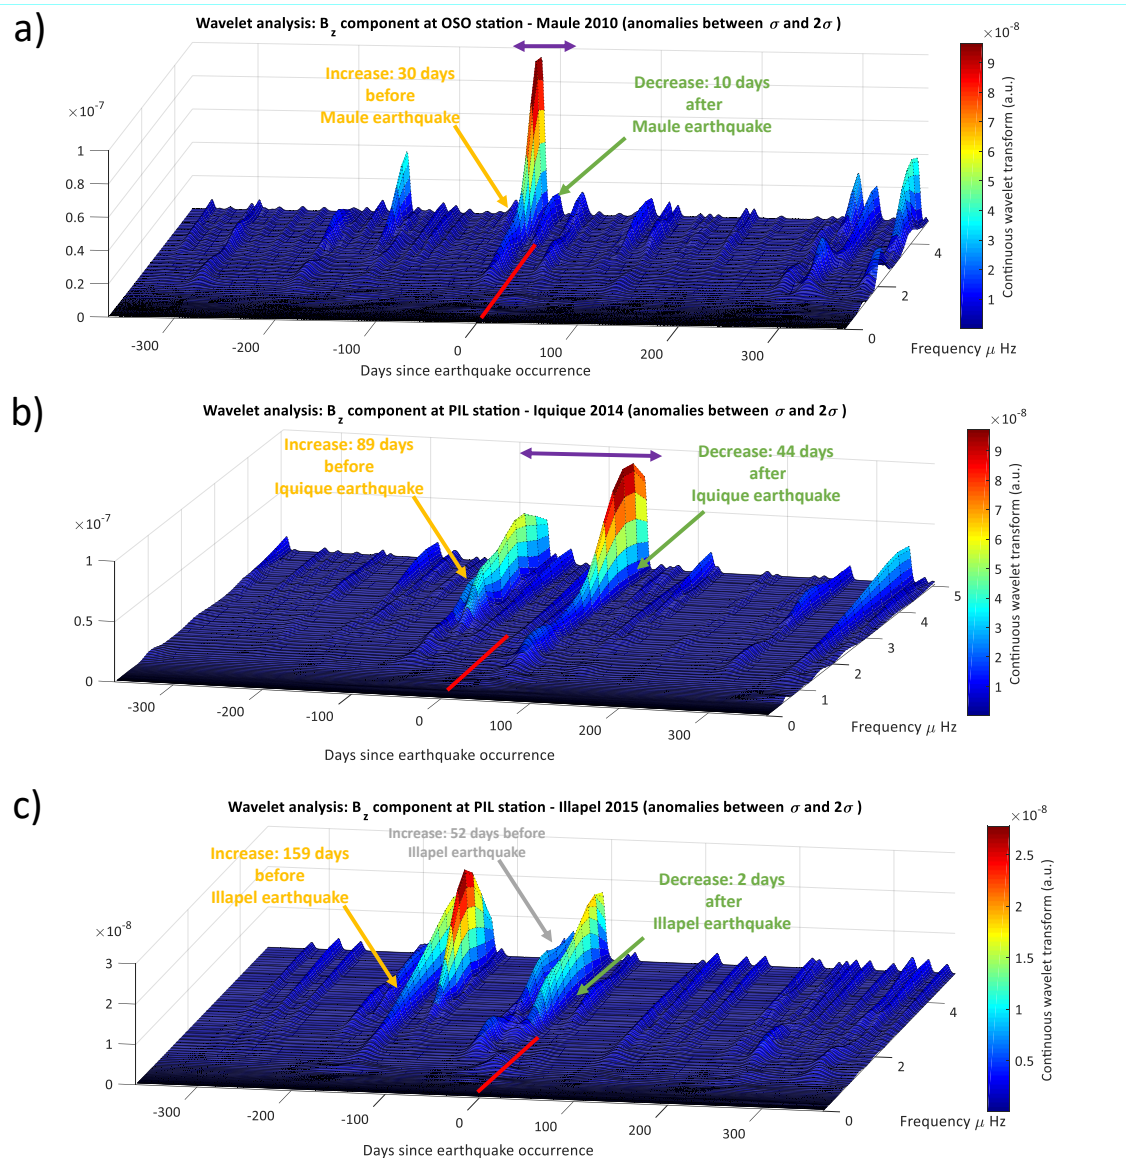 a)
Wavelet analysis: B_z component at OSO station - Maule 2010 (anomalies between σ and 2σ )
×10^-8
Increase: 30 days
before
Maule earthquake
Decrease: 10 days
after
Maule earthquake
×10^-7
1
0.8
0.6
0.4
0.2
0
-300
-200
-100
0
100
200
300
Days since earthquake occurrence
0
2
4
Frequency μ Hz
9
8
7
6
5
4
3
2
1
Continuous wavelet transform (a.u.)
b)
Wavelet analysis: B_z component at PIL station - Iquique 2014 (anomalies between σ and 2σ )
×10^-8
Increase: 89 days
before
Iquique earthquake
Decrease: 44 days
after
Iquique earthquake
×10^-7
1
0.5
0
-300
-200
-100
0
100
200
300
Days since earthquake occurrence
0
1
2
3
4
5
Frequency μ Hz
9
8
7
6
5
4
3
2
1
Continuous wavelet transform (a.u.)
c)
Wavelet analysis: B_z component at PIL station - Illapel 2015 (anomalies between σ and 2σ )
×10^-8
Increase: 159 days
before
Illapel earthquake
Increase: 52 days before
Illapel earthquake
Decrease: 2 days
after
Illapel earthquake
×10^-8
3
2
1
0
-300
-200
-100
0
100
200
300
Days since earthquake occurrence
0
2
4
Frequency μ Hz
2.5
2
1.5
1
0.5
Continuous wavelet transform (a.u.)